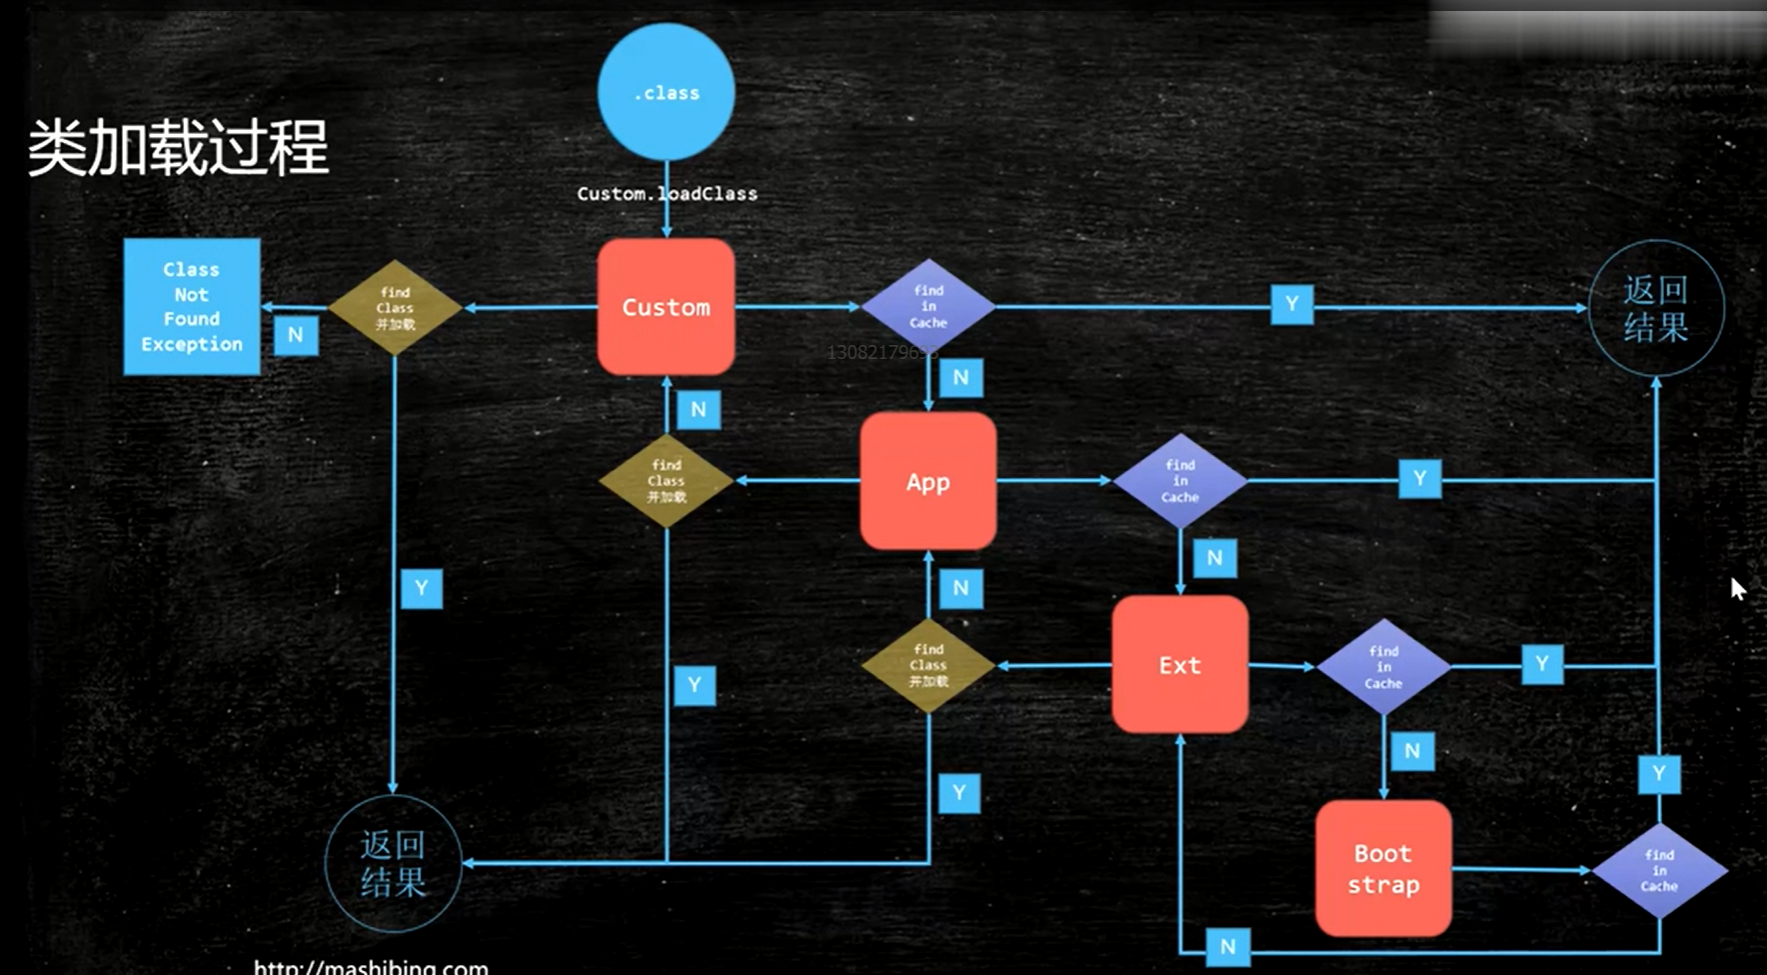 .class
类加载过程
Custom.loadClass
Class
Not
Found
Exception
N
find
Class
并加载
Custom
find
in
Cache
Y
返回
结果
N
N
find
Class
并加载
App
find
in
Cache
Y
Y
N
N
find
Class
并加载
Ext
find
in
Cache
Y
Y
N
Y
Y
返回
结果
Boot
strap
find
in
Cache
N
http://mashibing.com